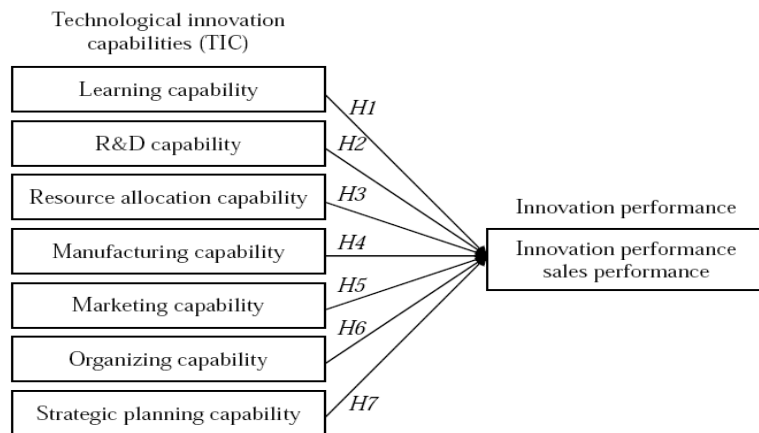 Technological innovation
capabilities (TIC)
Learning capability
H1
R&D capability
H2
Resource allocation capability
H3
Manufacturing capability
H4
Marketing capability
H5
Organizing capability
H6
Strategic planning capability
H7
Innovation performance
Innovation performance
sales performance